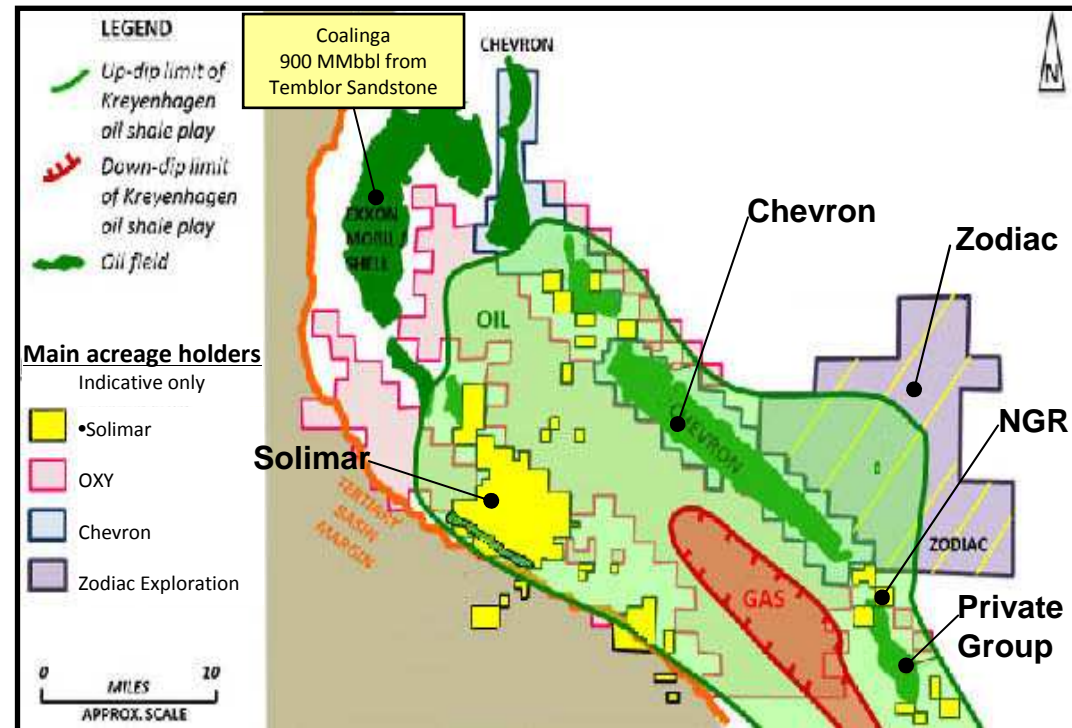 LEGEND
Up-dip limit of
Kreyenhagen
oil shale play
Down-dip limit
of Kreyenhagen
oil shale play
Oil field
Main acreage holders
Indicative only
•Solimar
OXY
Chevron
Zodiac Exploration
0 10
MILES
APPROX. SCALE
Coalinga
900 MMbbl from
Temblor Sandstone
CHEVRON
N
EXXON
MOBIL /
SHELL
Chevron
Zodiac
OIL
CHEVRON
NGR
Solimar
TERTIARY
BASIN
MARGIN
ZODIAC
GAS
Private
Group